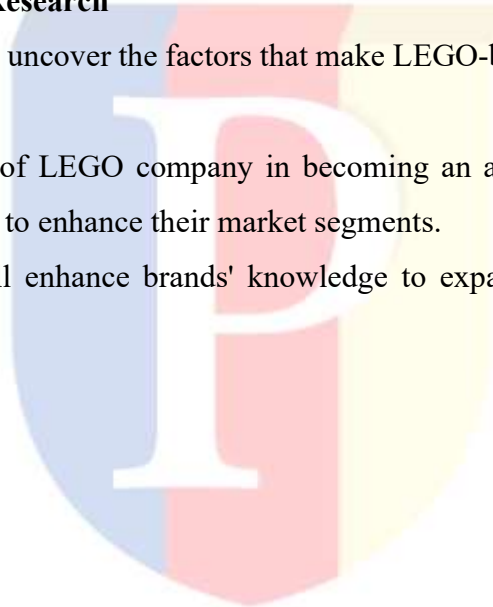 Research
uncover the factors that make LEGO-b
of LEGO company in becoming an a
to enhance their market segments.
ll enhance brands' knowledge to expa
P